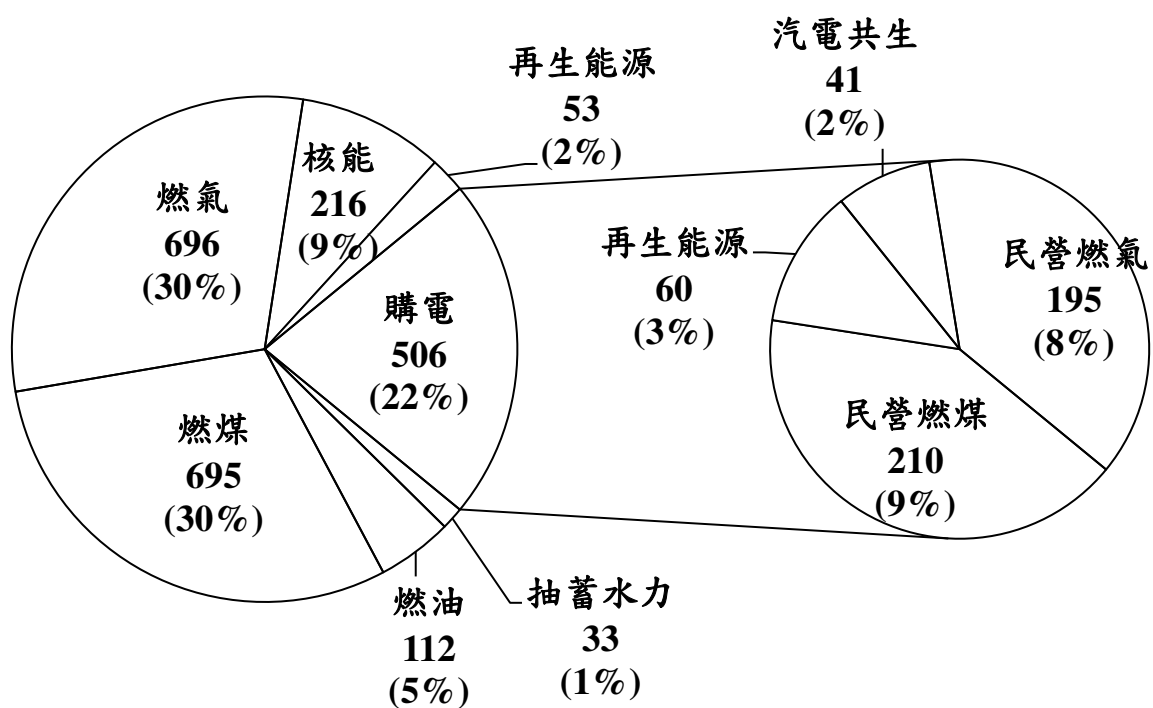 汽電共生
41
(2%)
再生能源
53
(2%)
核能
216
(9%)
燃氣
696
(30%)
購電
506
(22%)
燃煤
695
(30%)
燃油
112
(5%)
抽蓄水力
33
(1%)
再生能源
60
(3%)
民營燃氣
195
(8%)
民營燃煤
210
(9%)